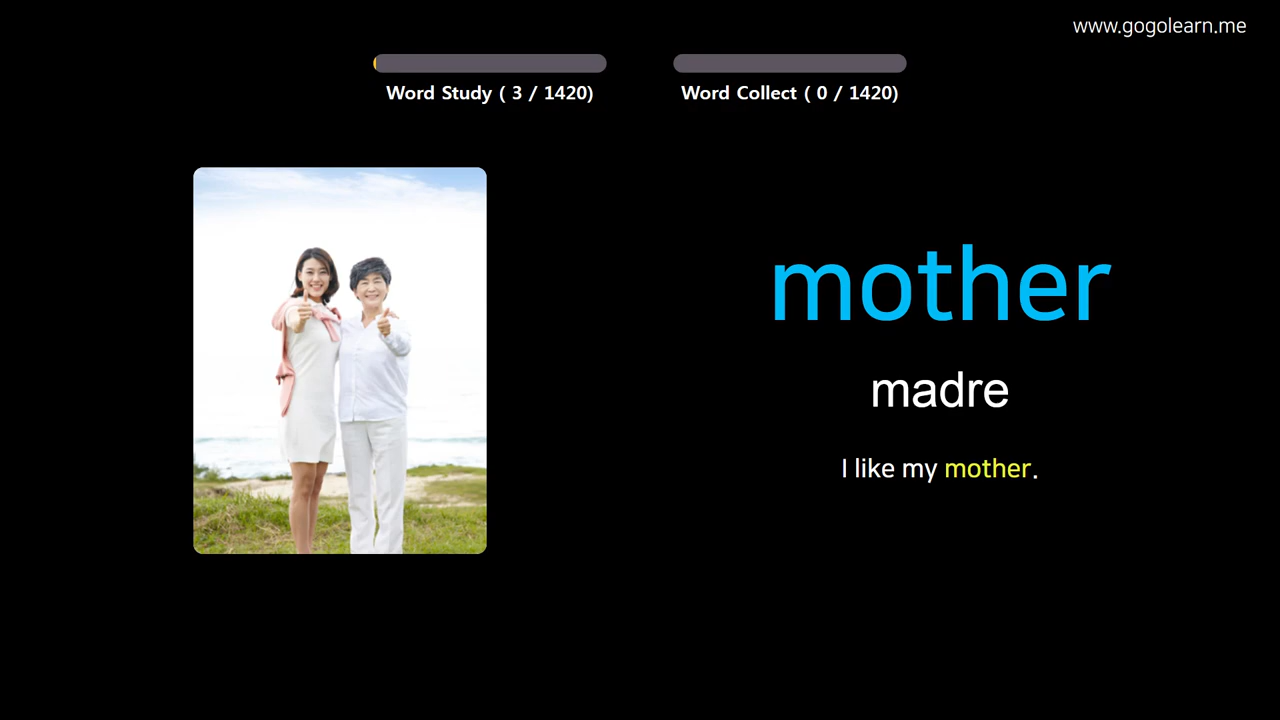 www.gogolearn.me
Word Study ( 3 / 1420)
Word Collect ( 0 / 1420)
mother
madre
I like my mother.